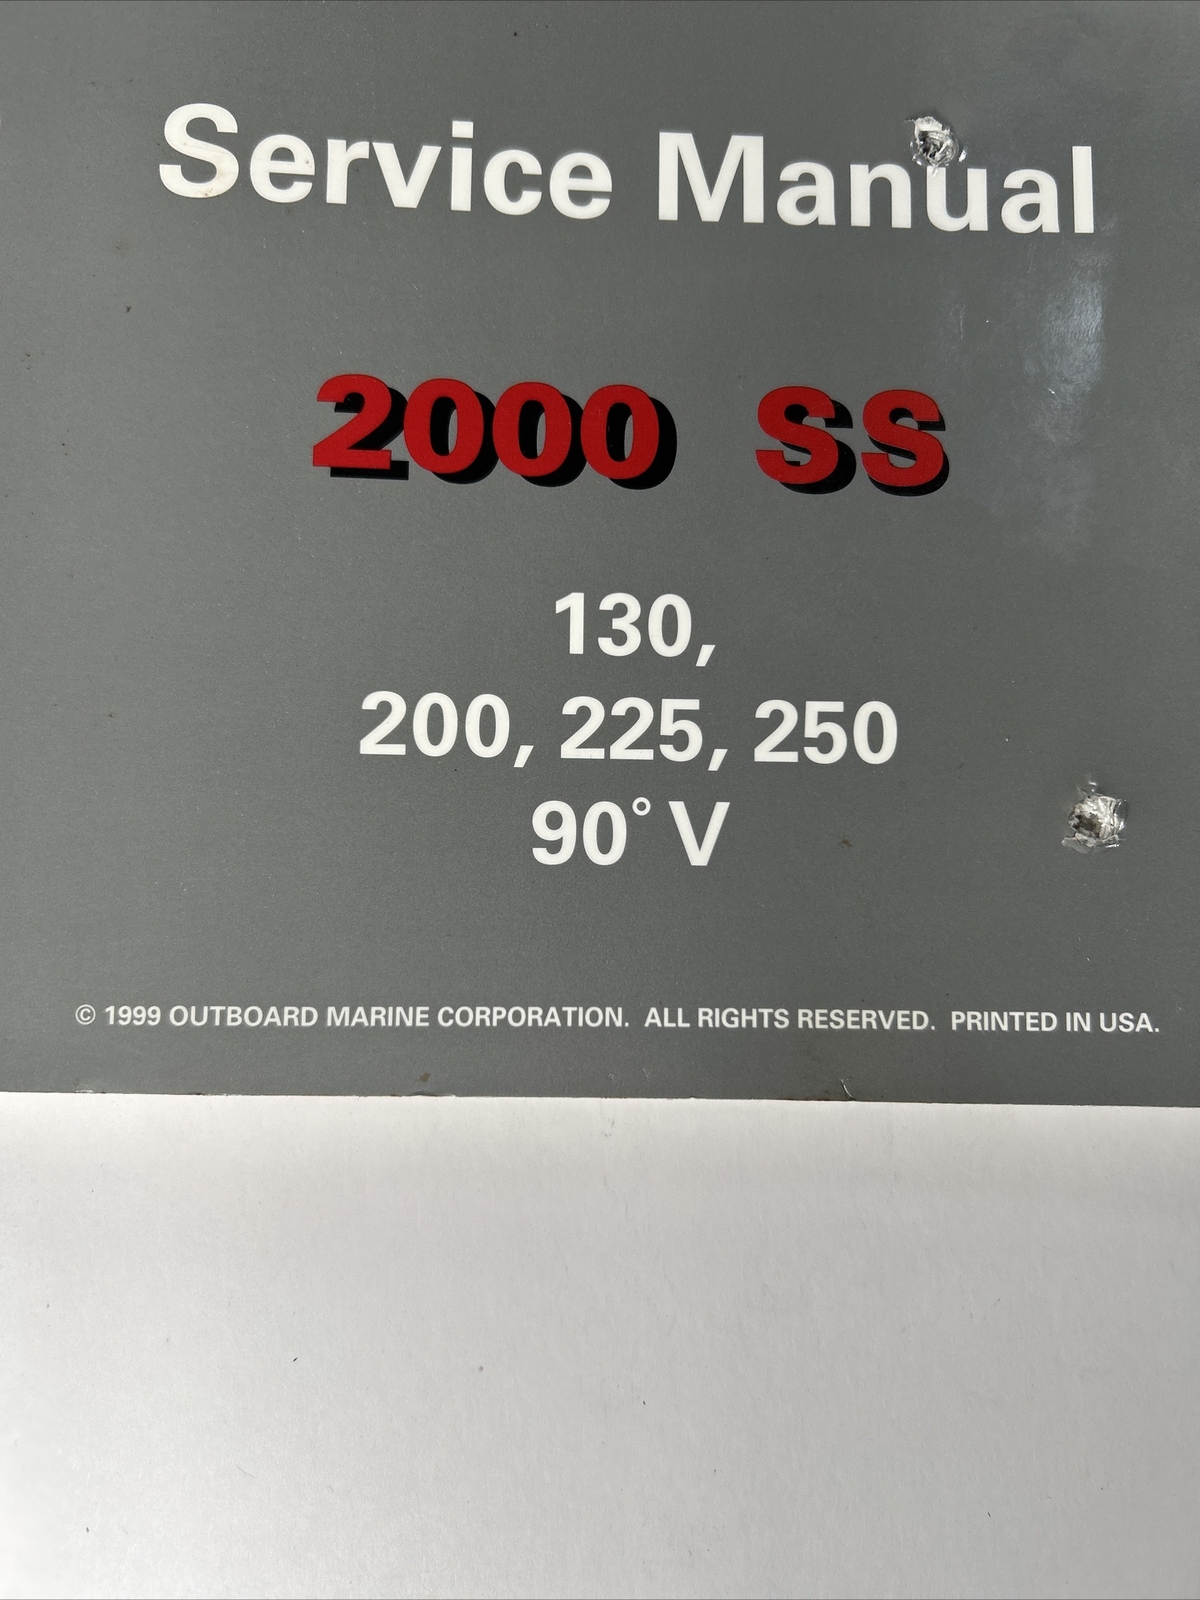 Service Manual
2000 SS
130,
200, 225, 250
90° V
© 1999 OUTBOARD MARINE CORPORATION. ALL RIGHTS RESERVED. PRINTED IN USA.